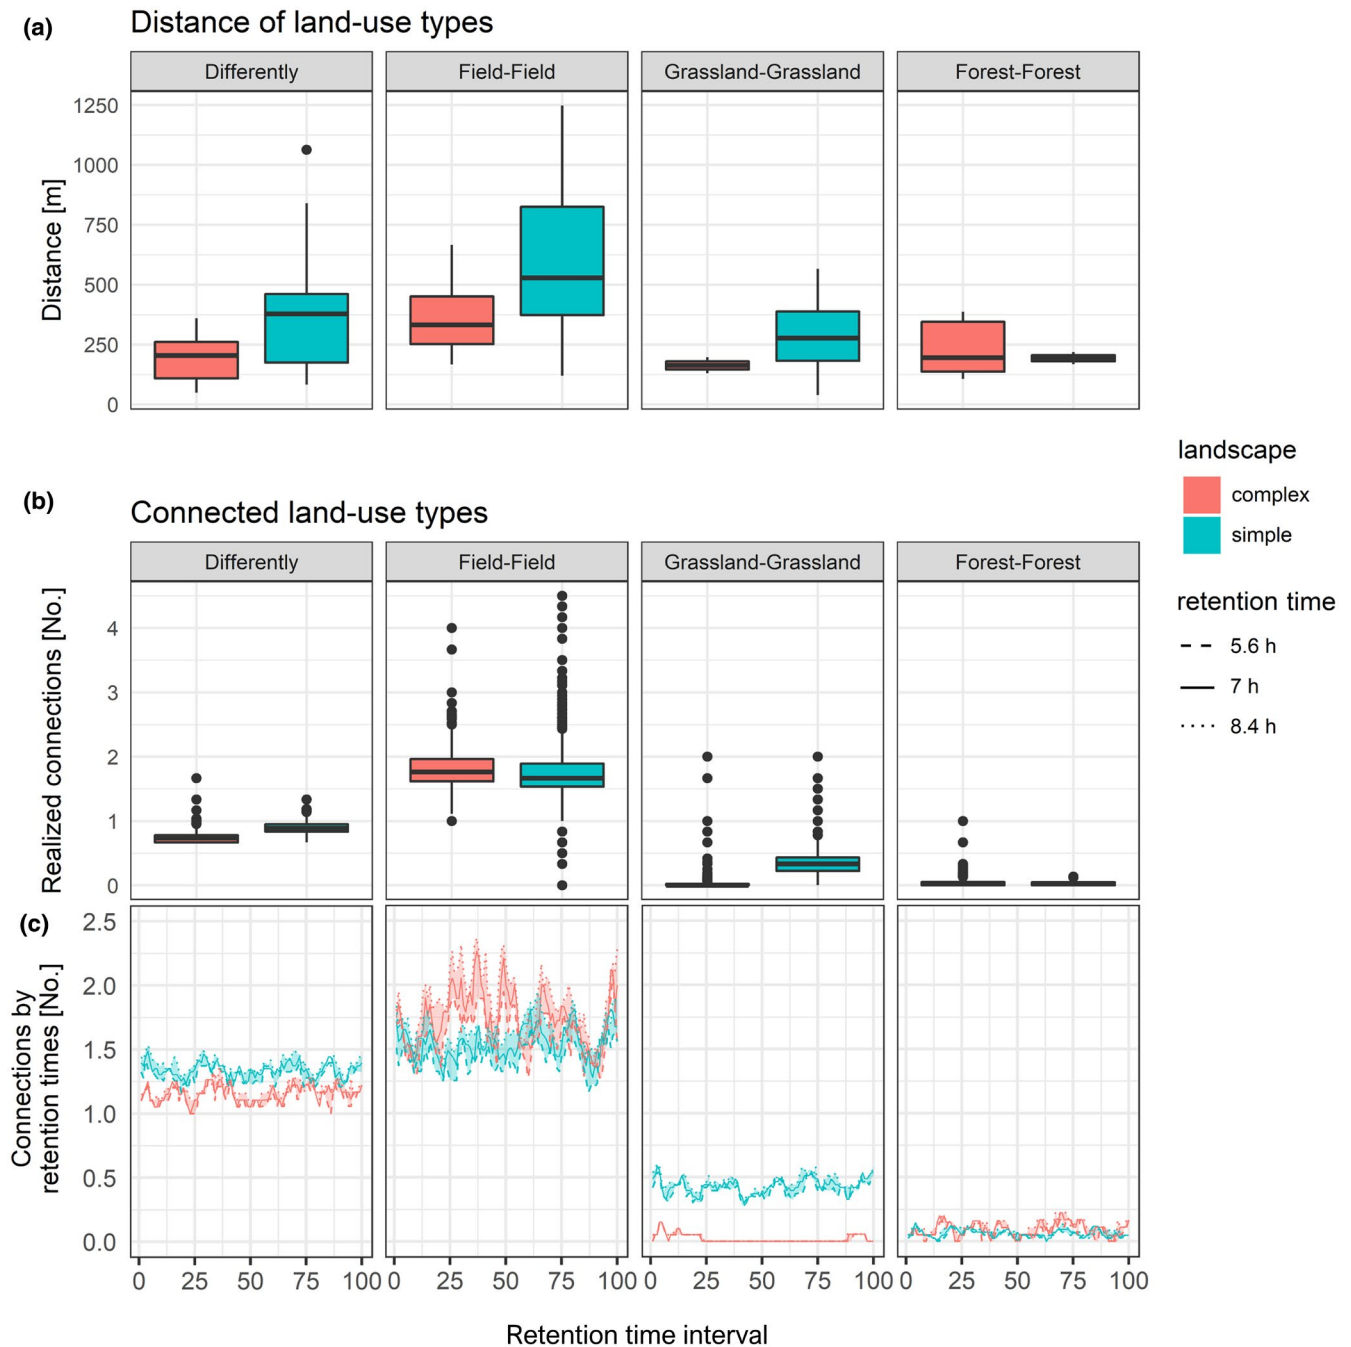 (a)
Distance of land-use types
Differently
Field-Field
Grassland-Grassland
Forest-Forest
Distance [m]
1250
1000
750
500
250
0
(b)
Connected land-use types
Differently
Field-Field
Grassland-Grassland
Forest-Forest
Realized connections [No.]
4
3
2
1
0
(c)
Connections by
retention times [No.]
2.5
2.0
1.5
1.0
0.5
0.0
0 25 50 75 100
0 25 50 75 100
0 25 50 75 100
0 25 50 75 100
Retention time interval
landscape
complex
simple
retention time
5.6 h
7 h
8.4 h